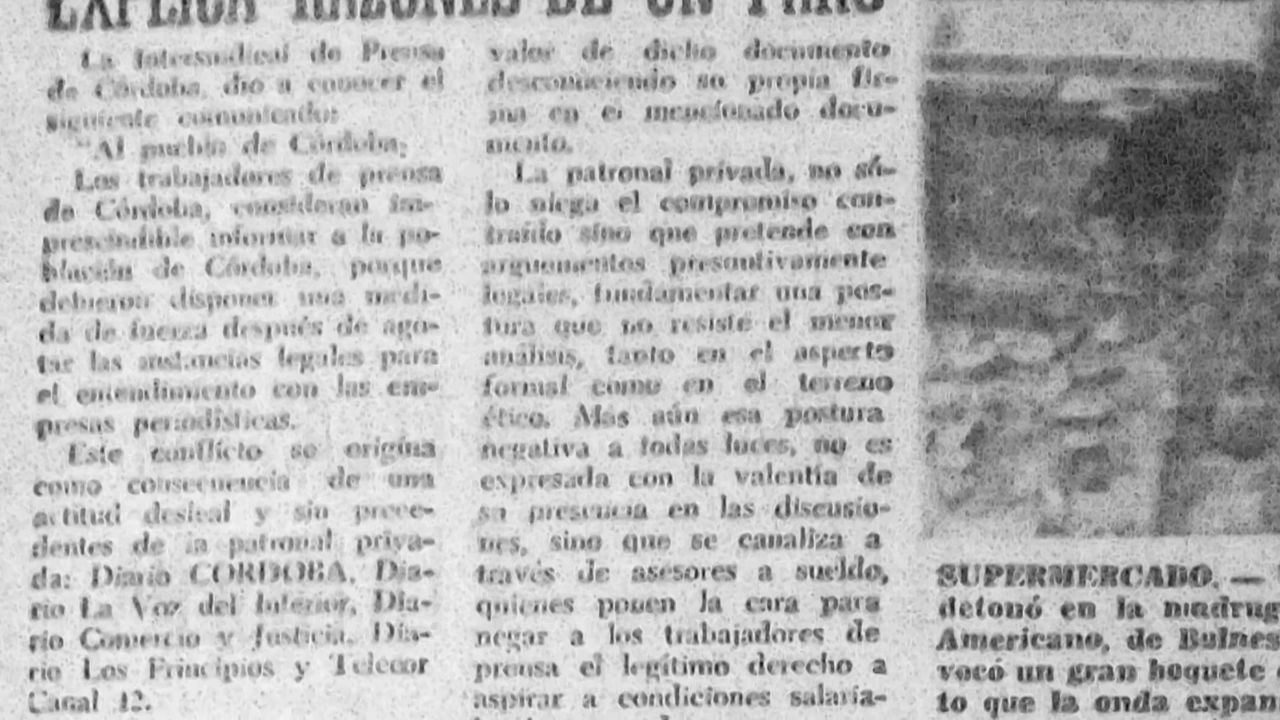 EXPLICA RAZONES DE UN PARO
La Intersindical de Prensa
de Córdoba, dio a conocer el
siguiente comunicado:
"Al pueblo de Córdoba:
Los trabajadores de prensa
de Córdoba, consideran im-
prescindible informar a la po-
blación de Córdoba, porque
debieron disponer una medi-
da de fuerza después de ago-
tar las instancias legales para
el entendimiento con las em-
presas periodísticas.
Este conflicto se origina
como consecuencia de una
actitud desleal y sin prece-
dentes de la patronal priva-
da: Diario CORDOBA, Dia-
rio La Voz del Interior, Dia-
rio Comercio y Justicia, Dia-
rio Los Principios y Telecor
Canal 12.
valor de dicho documento
desconociendo su propia fir-
ma en el mencionado docu-
mento.
La patronal privada, no só-
lo niega el compromiso con-
traído sino que pretende con
argumentos presuntivamente
legales, fundamentar una pos-
tura que no resiste el menor
análisis, tanto en el aspecto
formal como en el terreno
ético. Más aún esa postura
negativa a todas luces, no es
expresada con la valentía de
su presencia en las discusio-
nes, sino que se canaliza a
través de asesores a sueldo,
quienes ponen la cara para
negar a los trabajadores de
prensa el legítimo derecho a
aspirar a condiciones salaria-
SUPERMERCADO. —
detonó en la madrug
Americano, de Bulnes
vocó un gran boquete
to que la onda expan